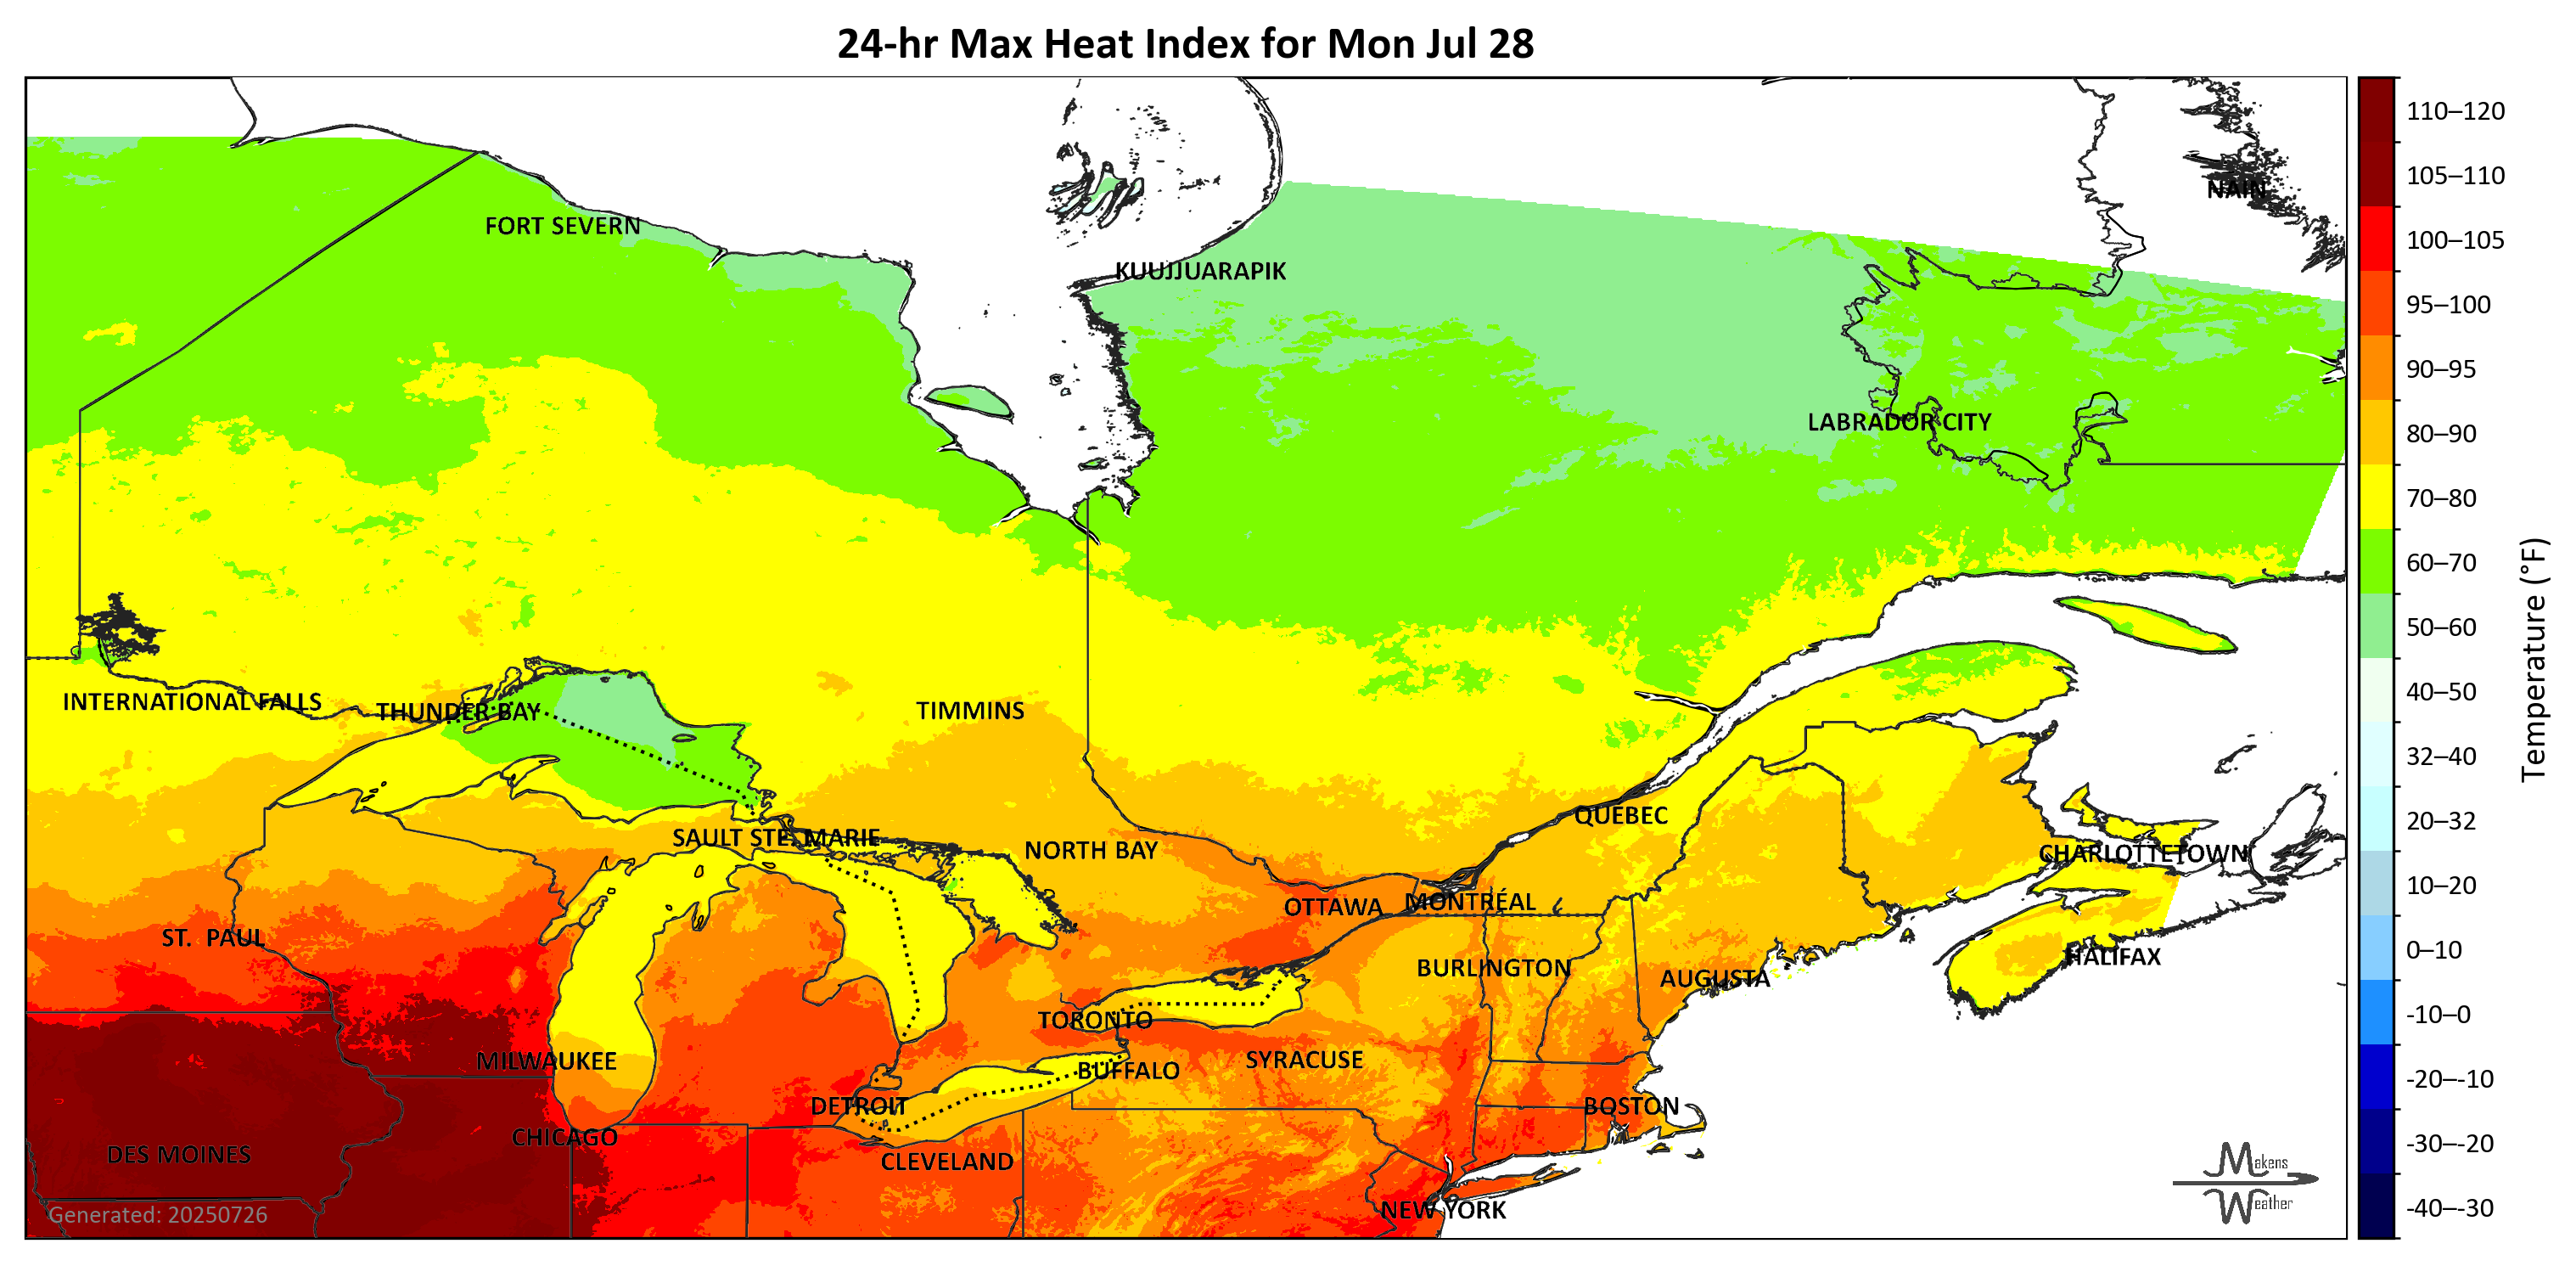 24-hr Max Heat Index for Mon Jul 28
NAIN
FORT SEVERN
KUUJJUARAPIK
LABRADOR CITY
INTERNATIONAL FALLS
THUNDER BAY
TIMMINS
QUEBEC
SAULT STE. MARIE
NORTH BAY
CHARLOTTETOWN
OTTAWA
MONTRÉAL
ST.  PAUL
HALIFAX
BURLINGTON
AUGUSTA
TORONTO
MILWAUKEE
SYRACUSE
BUFFALO
DETROIT
BOSTON
CHICAGO
DES MOINES
CLEVELAND
NEW YORK
Generated: 20250726
Makens
Weather
110–120
105–110
100–105
95–100
90–95
80–90
70–80
60–70
50–60
40–50
32–40
20–32
10–20
0–10
-10–0
-20–-10
-30–-20
-40–-30
Temperature (°F)